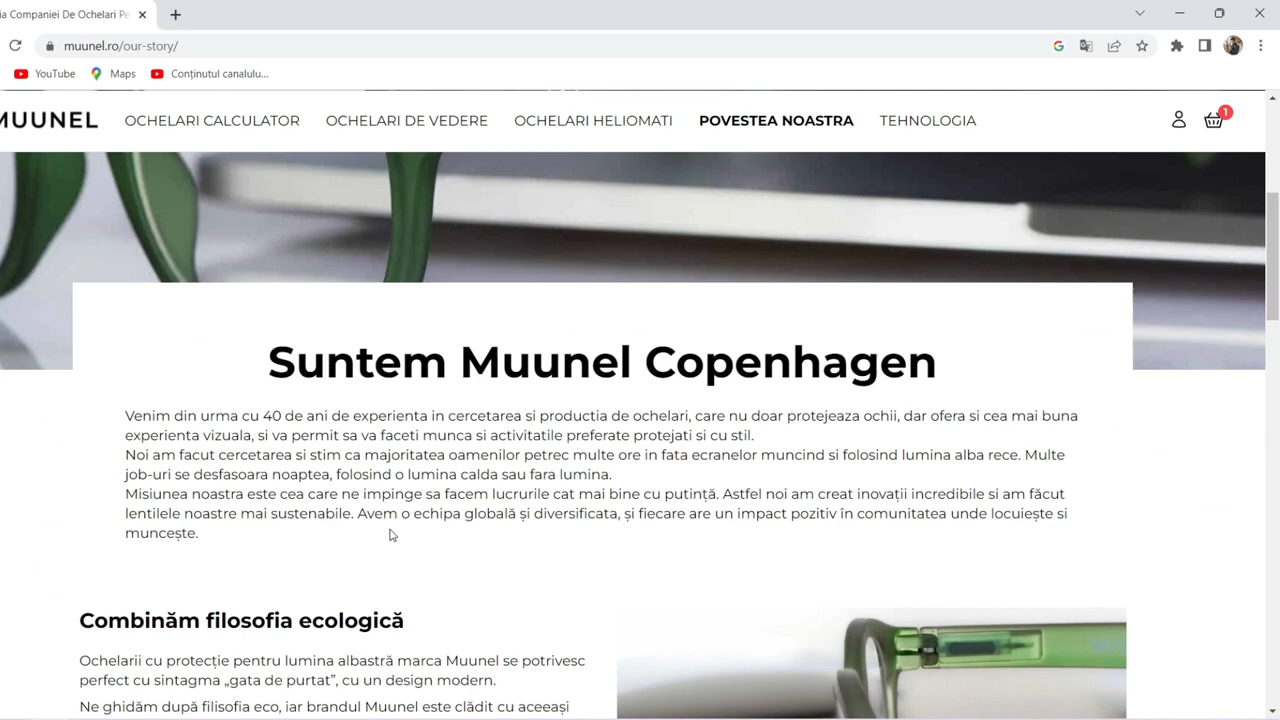 ia Companiei De Ochelari Pe
muunel.ro/our-story/
YouTube
Maps
Conținutul canalulu...
MUUNEL
OCHELARI CALCULATOR
OCHELARI DE VEDERE
OCHELARI HELIOMATI
POVESTEA NOASTRA
TEHNOLOGIA
1
Suntem Muunel Copenhagen
Venim din urma cu 40 de ani de experienta in cercetarea si productia de ochelari, care nu doar protejeaza ochii, dar ofera si cea mai buna
experienta vizuala, si va permit sa va faceti munca si activitatile preferate protejati si cu stil.
Noi am facut cercetarea si stim ca majoritatea oamenilor petrec multe ore in fata ecranelor muncind si folosind lumina alba rece. Multe
job-uri se desfasoara noaptea, folosind o lumina calda sau fara lumina.
Misiunea noastra este cea care ne impinge sa facem lucrurile cat mai bine cu putință. Astfel noi am creat inovații incredibile si am făcut
lentilele noastre mai sustenabile. Avem o echipa globală și diversificata, și fiecare are un impact pozitiv în comunitatea unde locuiește si
muncește.
Combinăm filosofia ecologică
Ochelarii cu protecție pentru lumina albastră marca Muunel se potrivesc
perfect cu sintagma „gata de purtat”, cu un design modern.
Ne ghidăm după filisofia eco, iar brandul Muunel este clădit cu aceeași